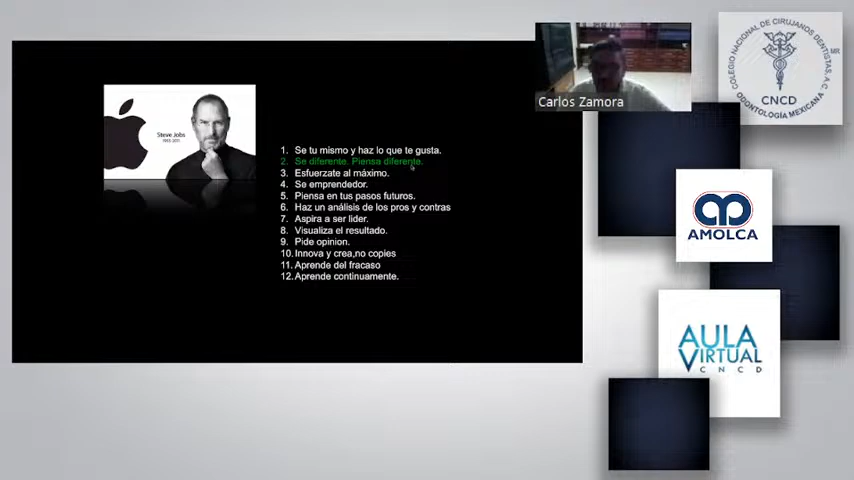 Steve Jobs
1955-2011
1. Se tu mismo y haz lo que te gusta.
2. Se diferente. Piensa diferente.
3. Esfuerzate al máximo.
4. Se emprendedor.
5. Piensa en tus pasos futuros.
6. Haz un análisis de los pros y contras
7. Aspira a ser lider.
8. Visualiza el resultado.
9. Pide opinion.
10. Innova y crea,no copies
11. Aprende del fracaso
12. Aprende continuamente.
Carlos Zamora
COLEGIO NACIONAL DE CIRUJANOS DENTISTAS, A.C.
MR
CNCD
ODONTOLOGÍA MEXICANA
AMOLCA
AULA
VIRTUAL
CNCD